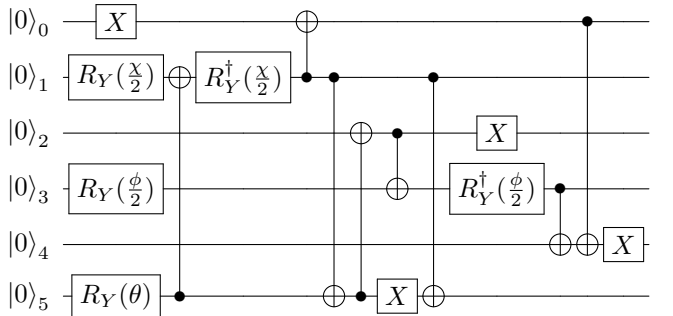 |0⟩₀ X
|0⟩₁ R_Y(χ/2) R_Y†(χ/2)
|0⟩₂ X
|0⟩₃ R_Y(ϕ/2) R_Y†(ϕ/2)
|0⟩₄ X
|0⟩₅ R_Y(θ) X